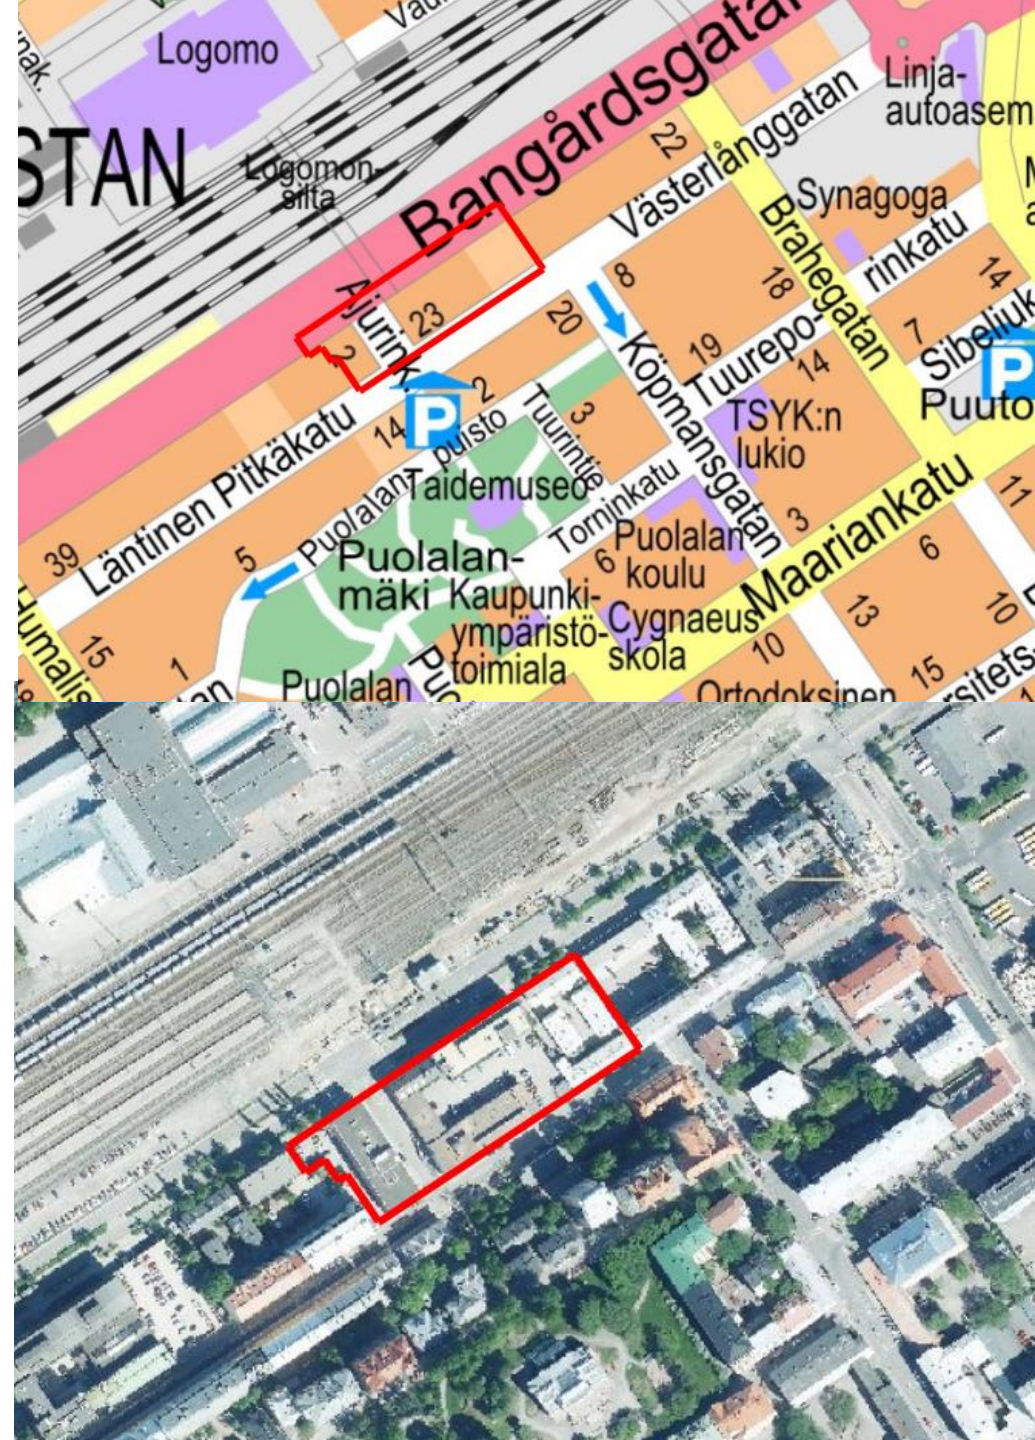 Logomo
STAN
Logomon-
silta
Bangårdsgatan
Linja-
autoasem
22
Västerlånggatan
Synagoga
Brahegatan
rinkatu
14
Sibeliuk
7
P
Puuto
8
18
Köpmansgatan
19
Tuurepo-
14
20
Ajurink.
23
2
P
2
14
puisto
Tuurintie
3
TSYK:n
lukio
Läntinen Pitkäkatu
Puolalan
Taidemuseo
Torninkatu
Maariankatu
3
11
39
5
Puolalan-
mäki
6
Puolalan
koulu
6
Kaupunki-
ympäristö-
toimiala
Cygnaeus
skola
13
10
10
15
1
Puolalan
Ortodoksinen
15